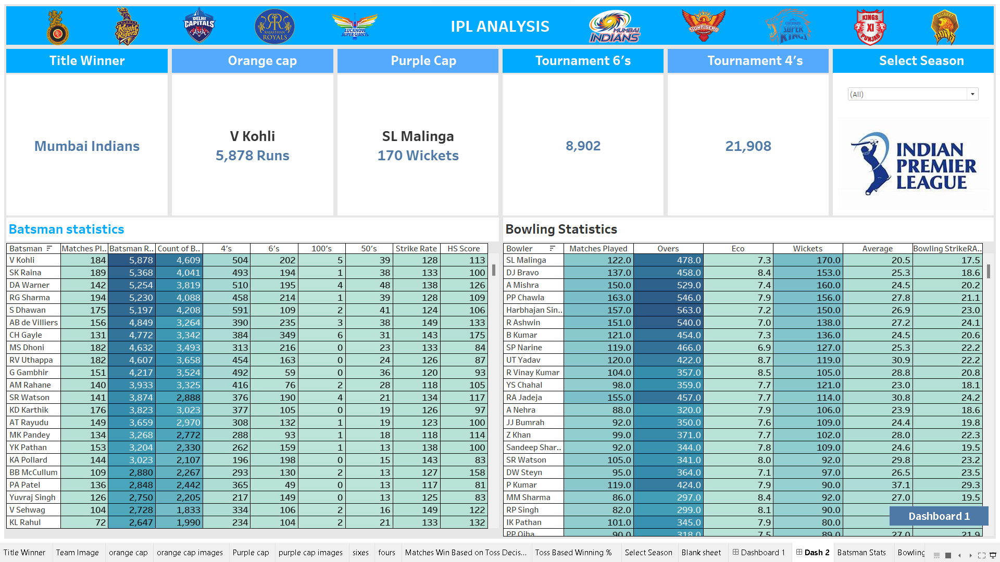 DELHI CAPITALS
Knight Riders
RAJASTHAN ROYALS
LUCKNOW SUPER GIANTS
IPL ANALYSIS
MUMBAI INDIANS
SUNRISERS
CHENNAI SUPER KINGS
KINGS XI PUNJAB
GUJARAT LIONS
Title Winner
Orange cap
Purple Cap
Tournament 6’s
Tournament 4’s
Select Season
Mumbai Indians
V Kohli
5,878 Runs
SL Malinga
170 Wickets
8,902
21,908
(All)
INDIAN
PREMIER
LEAGUE
Batsman statistics
Batsman Matches Pl.. Batsman R.. Count of B.. 4’s 6’s 100’s 50’s Strike Rate HS Score
V Kohli 184 5,878 4,609 504 202 5 39 128 113
SK Raina 189 5,368 4,041 493 194 1 38 133 100
DA Warner 142 5,254 3,819 510 195 4 48 138 126
RG Sharma 194 5,230 4,088 458 214 1 39 128 109
S Dhawan 175 5,197 4,208 591 109 2 41 124 106
AB de Villiers 156 4,849 3,264 390 235 3 38 149 133
CH Gayle 131 4,772 3,342 384 349 6 31 143 175
MS Dhoni 182 4,632 3,493 313 216 0 23 133 84
RV Uthappa 182 4,607 3,658 454 163 0 24 126 87
G Gambhir 151 4,217 3,524 492 59 0 36 120 93
AM Rahane 140 3,933 3,325 416 76 2 28 118 105
SR Watson 141 3,874 2,888 376 190 4 21 134 117
KD Karthik 176 3,823 3,023 377 105 0 19 126 97
AT Rayudu 149 3,659 2,970 308 132 1 19 123 100
MK Pandey 134 3,268 2,772 288 93 1 18 118 114
YK Pathan 153 3,204 2,330 262 159 1 13 138 100
KA Pollard 144 3,023 2,107 196 198 0 15 143 83
BB McCullum 109 2,880 2,267 293 130 2 13 127 158
PA Patel 136 2,848 2,442 365 49 0 13 117 81
Yuvraj Singh 126 2,750 2,205 217 149 0 13 125 83
V Sehwag 104 2,728 1,833 334 106 2 16 149 122
KL Rahul 72 2,647 1,990 234 104 2 21 133 132
Bowling Statistics
Bowler Matches Played Overs Eco Wickets Average Bowling StrikeRA..
SL Malinga 122.0 478.0 7.3 170.0 20.5 17.5
DJ Bravo 137.0 458.0 8.4 153.0 25.3 18.6
A Mishra 150.0 529.0 7.4 160.0 24.5 20.2
PP Chawla 163.0 546.0 7.9 156.0 27.8 21.1
Harbhajan Sin.. 157.0 563.0 7.2 150.0 26.9 23.0
R Ashwin 151.0 540.0 7.0 138.0 27.2 24.1
B Kumar 121.0 454.0 7.3 136.0 24.5 20.6
SP Narine 119.0 466.0 6.9 127.0 25.3 22.2
UT Yadav 120.0 422.0 8.7 119.0 30.9 22.2
R Vinay Kumar 104.0 357.0 8.5 105.0 28.8 20.8
YS Chahal 98.0 359.0 7.7 121.0 23.0 18.1
RA Jadeja 155.0 457.0 7.7 114.0 30.8 24.2
A Nehra 88.0 320.0 7.9 106.0 23.9 18.6
JJ Bumrah 92.0 350.0 7.6 109.0 24.4 19.8
Z Khan 99.0 371.0 7.7 102.0 28.0 22.3
Sandeep Shar.. 92.0 344.0 7.8 109.0 24.6 19.5
SR Watson 105.0 341.0 8.0 92.0 29.8 23.2
DW Steyn 95.0 364.0 7.1 97.0 26.5 23.5
P Kumar 119.0 424.0 7.9 90.0 37.1 29.3
MM Sharma 86.0 297.0 8.4 92.0 27.0 19.5
RP Singh 82.0 299.0 8.1 90.0
IK Pathan 101.0 345.0 7.9 80.0
PP Ojha 90.0 318.0 7.5 89.0 27.0 21.9
Dashboard 1
Title Winner Team Image orange cap orange cap images Purple cap purple cap images sixes fours Matches Win Based on Toss Decis... Toss Based Winning % Select Season Blank sheet Dashboard 1 Dash 2 Batsman Stats Bowling